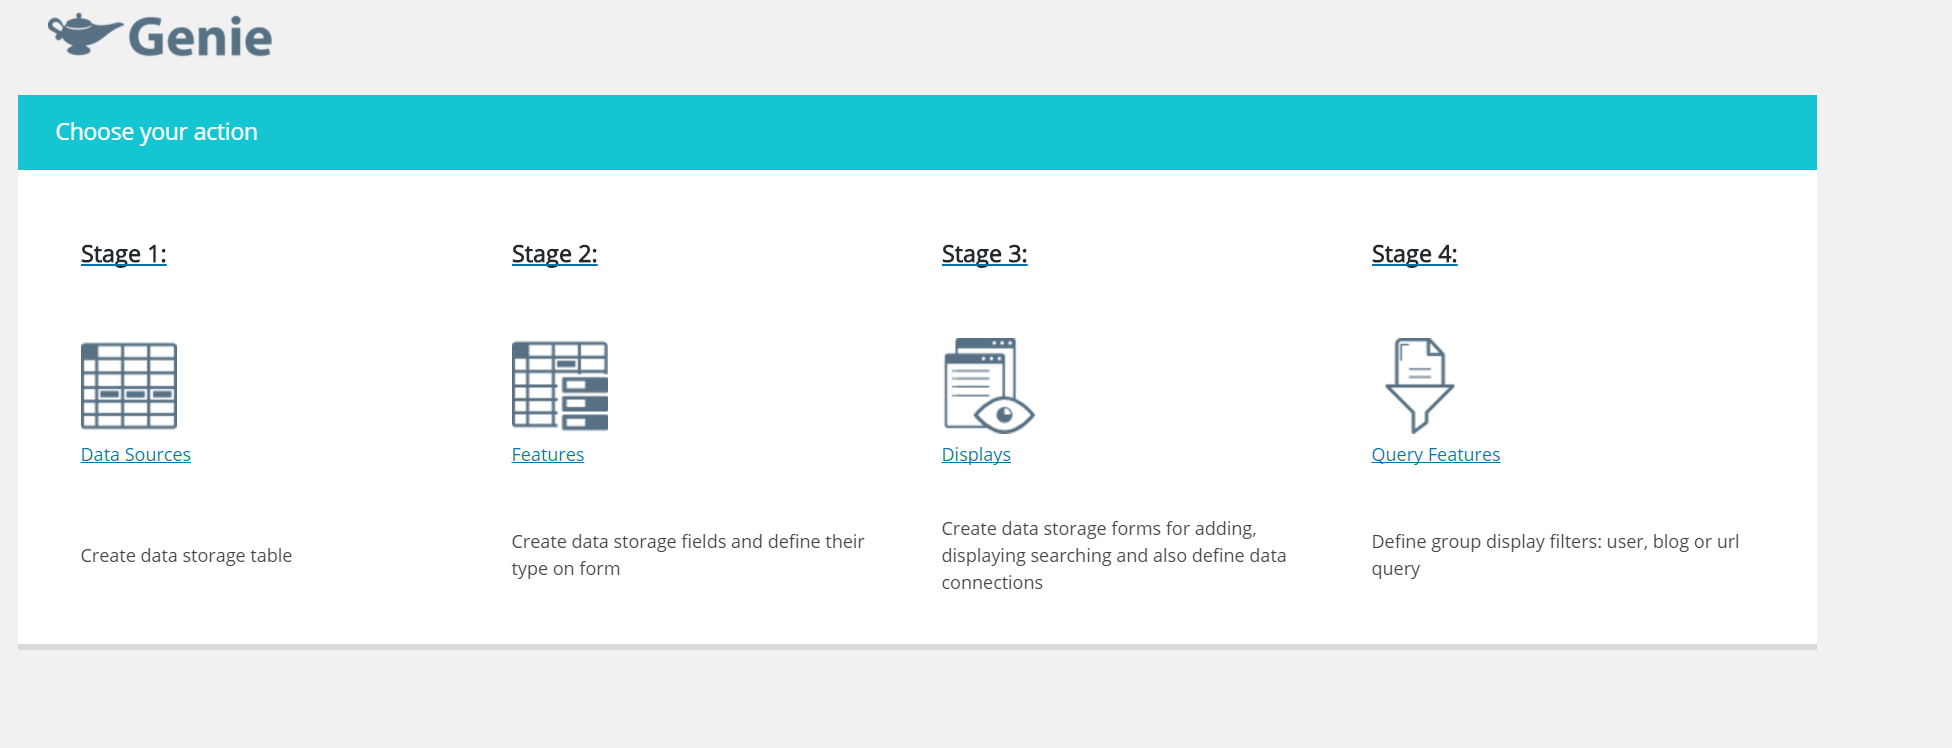 Genie
Choose your action
Stage 1:
Data Sources
Create data storage table
Stage 2:
Features
Create data storage fields and define their
type on form
Stage 3:
Displays
Create data storage forms for adding,
displaying searching and also define data
connections
Stage 4:
Query Features
Define group display filters: user, blog or url
query